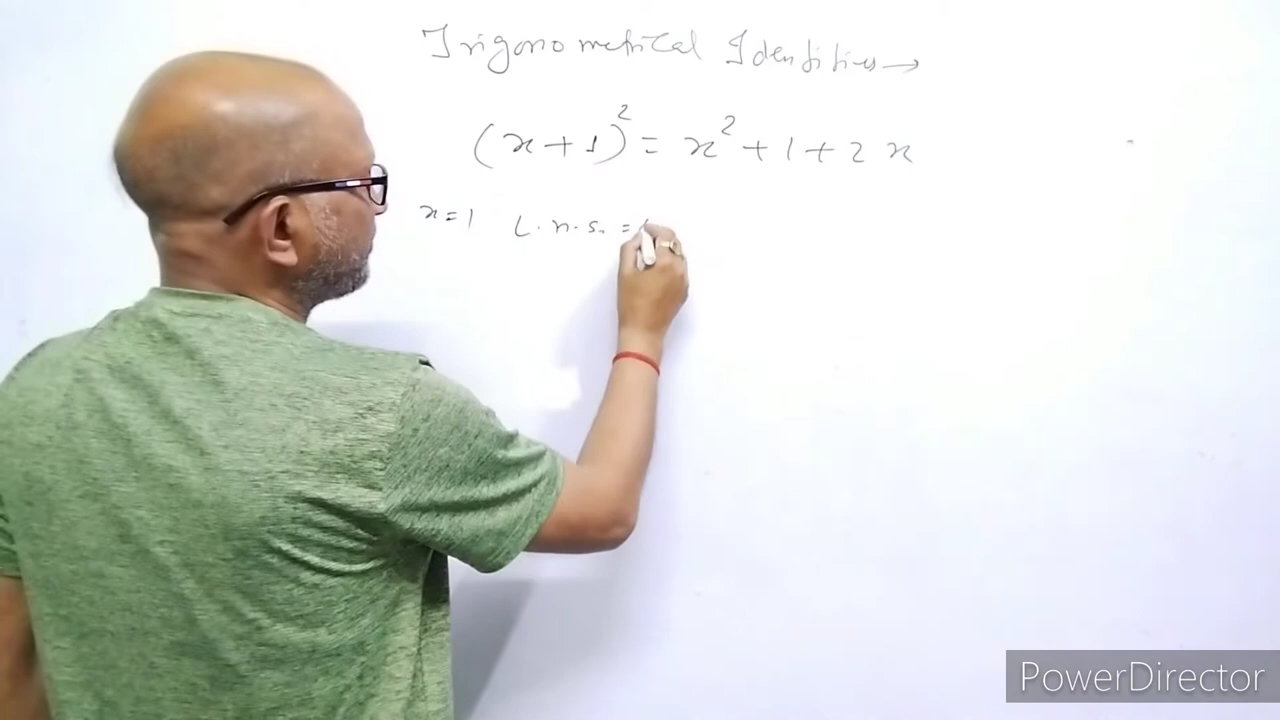 Trigonometrical Identities →
(x+1)² = x² + 1 + 2x
x = 1 L.H.S. =
PowerDirector